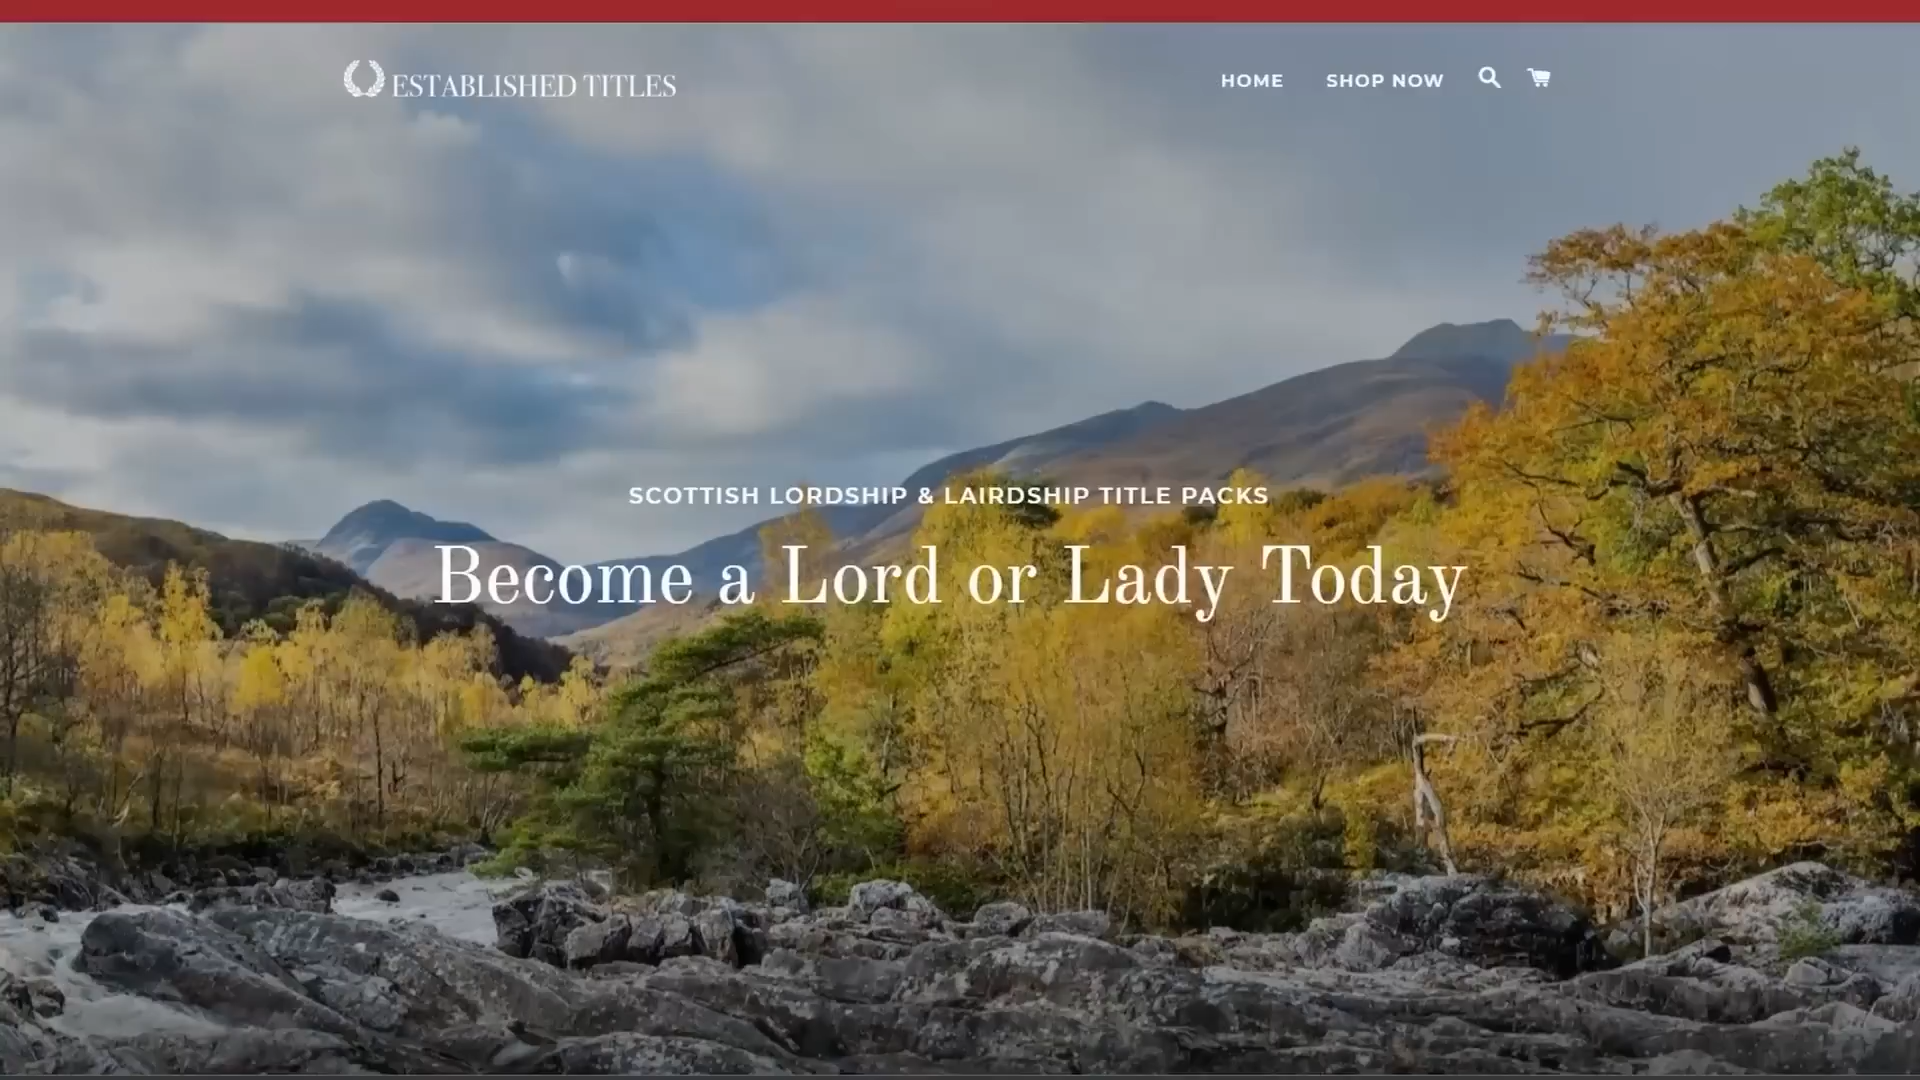 ESTABLISHED TITLES
HOME
SHOP NOW
SCOTTISH LORDSHIP & LAIRDSHIP TITLE PACKS
Become a Lord or Lady Today